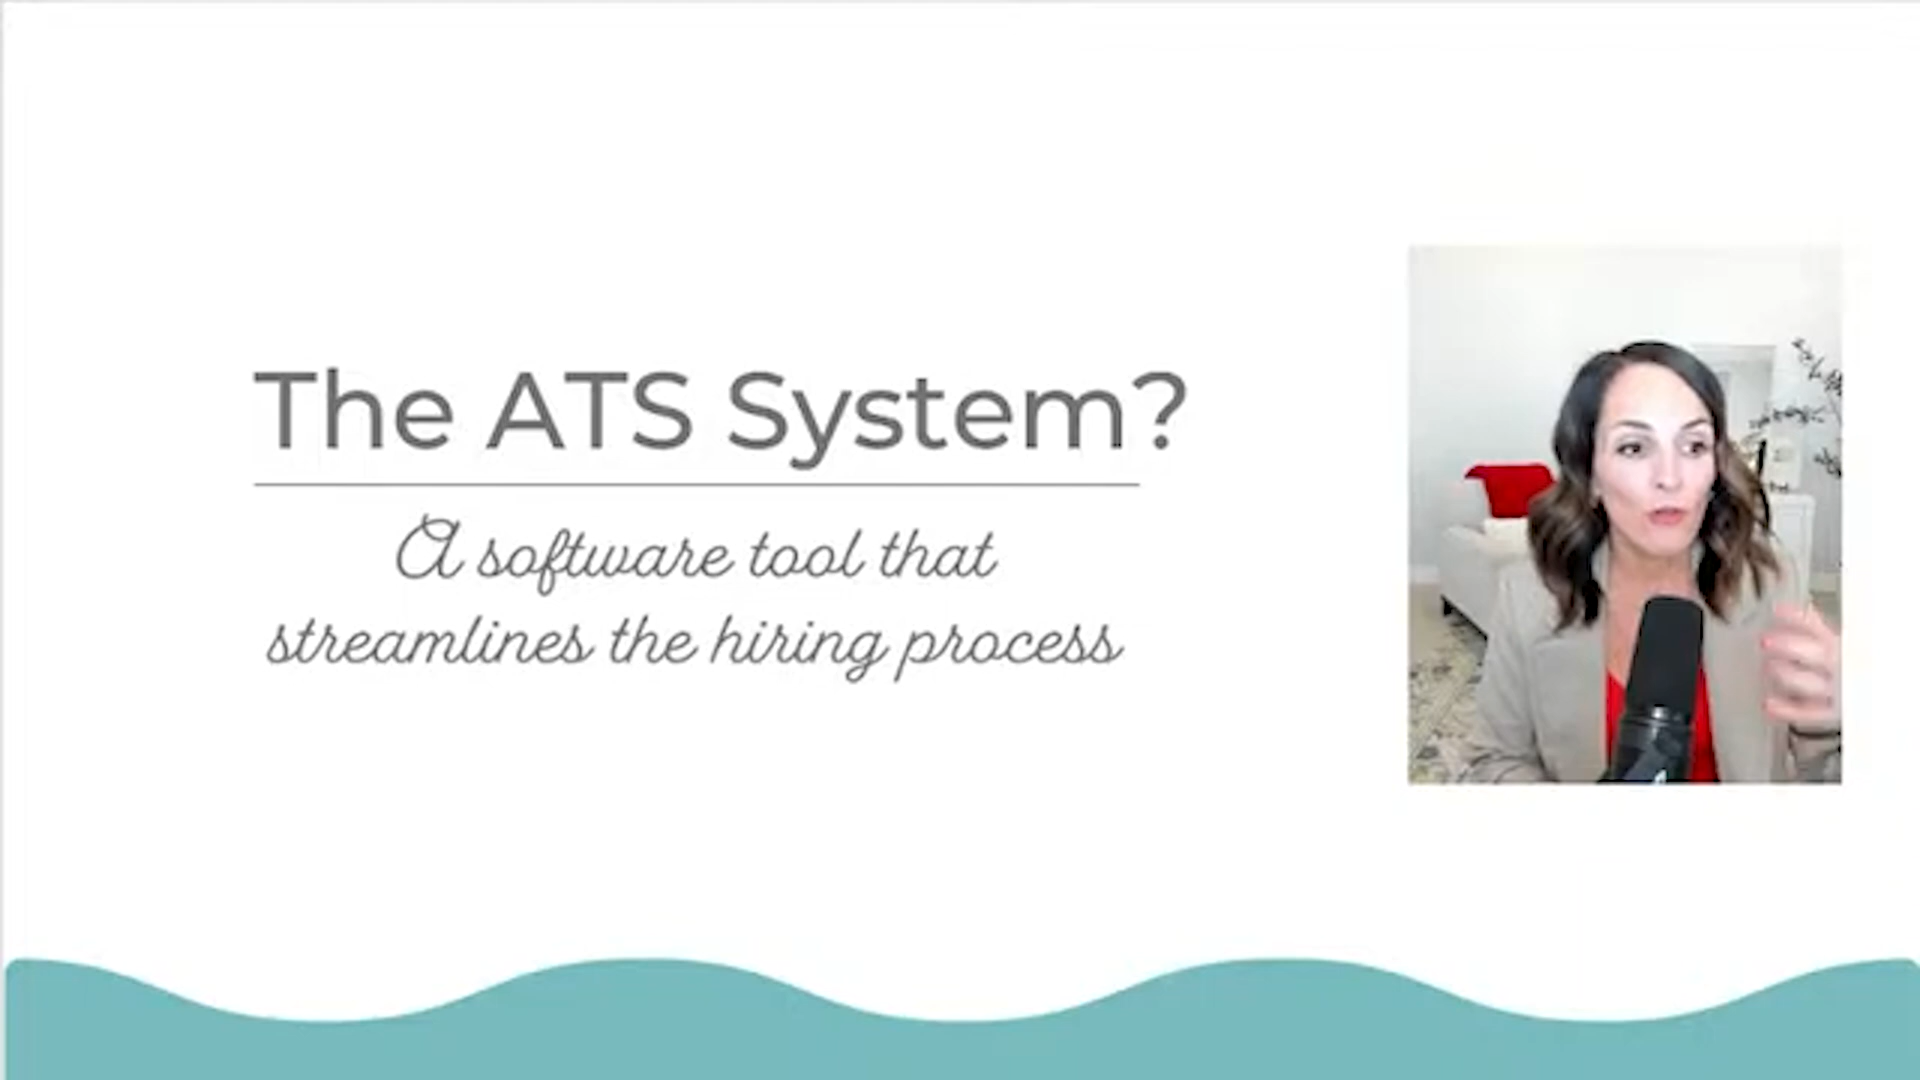 The ATS System?
A software tool that
streamlines the hiring process